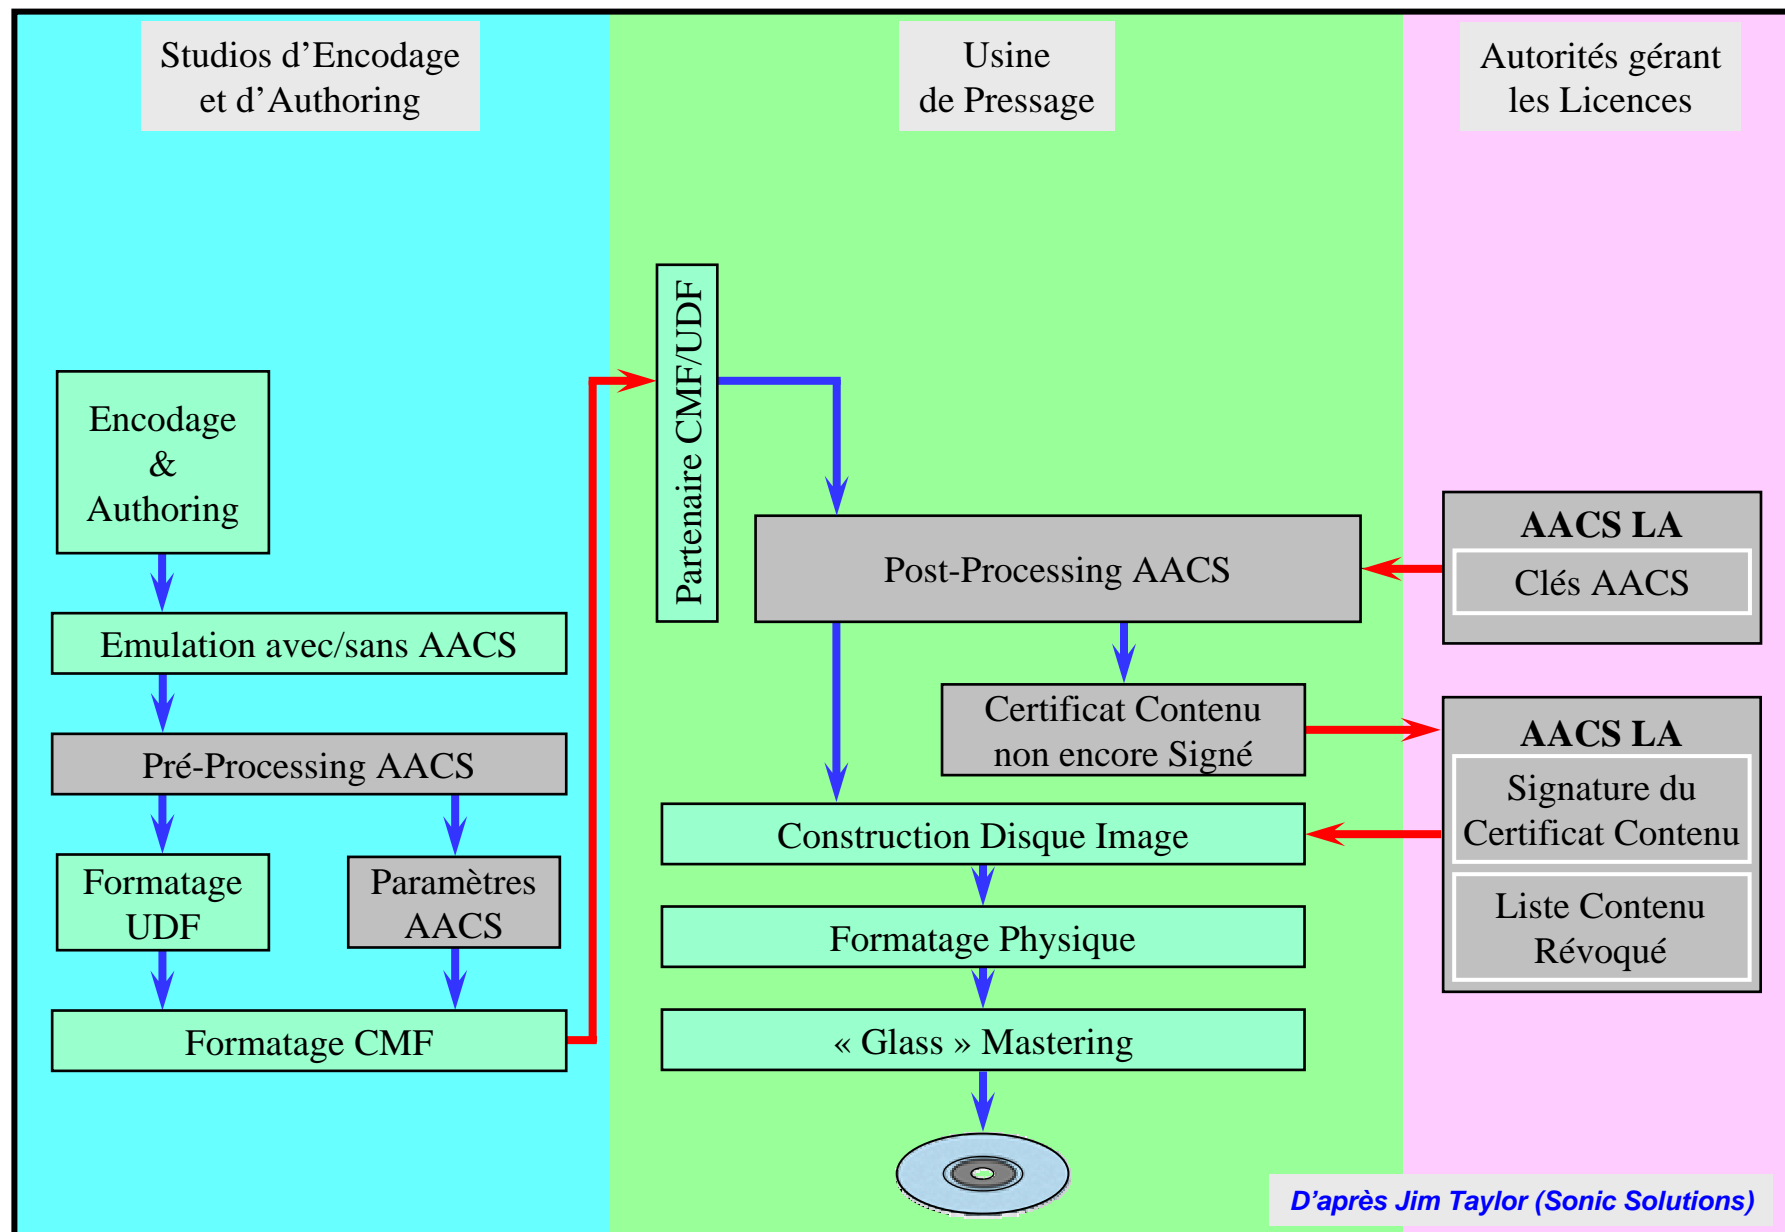 Studios d’Encodage
et d’Authoring
Usine
de Pressage
Autorités gérant
les Licences
Encodage
&
Authoring
Emulation avec/sans AACS
Pré-Processing AACS
Formatage
UDF
Paramètres
AACS
Formatage CMF
Partenaire CMF/UDF
Post-Processing AACS
Certificat Contenu
non encore Signé
Construction Disque Image
Formatage Physique
« Glass » Mastering
AACS LA
Clés AACS
AACS LA
Signature du
Certificat Contenu
Liste Contenu
Révoqué
D'après Jim Taylor (Sonic Solutions)